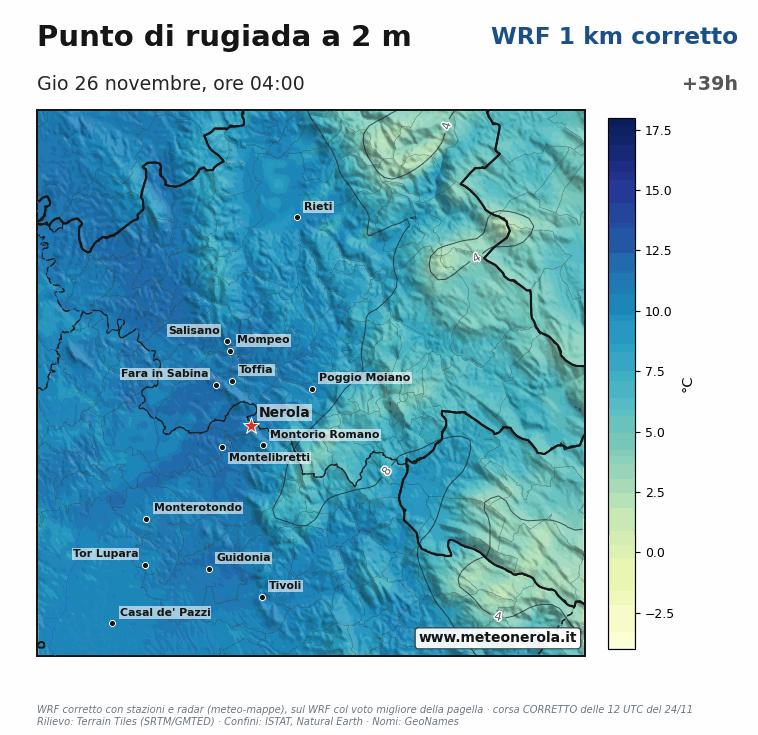 Punto di rugiada a 2 m
WRF 1 km corretto
Gio 26 novembre, ore 04:00
+39h
4
Rieti
4
Salisano
Mompeo
Toffia
Fara in Sabina
Poggio Moiano
Nerola
Montorio Romano
Montelibretti
8
Monterotondo
Tor Lupara
Guidonia
Tivoli
Casal de' Pazzi
4
www.meteonerola.it
17.5
15.0
12.5
10.0
7.5
5.0
2.5
0.0
−2.5
°C
WRF corretto con stazioni e radar (meteo-mappe), sul WRF col voto migliore della pagella · corsa CORRETTO delle 12 UTC del 24/11
Rilievo: Terrain Tiles (SRTM/GMTED) · Confini: ISTAT, Natural Earth · Nomi: GeoNames